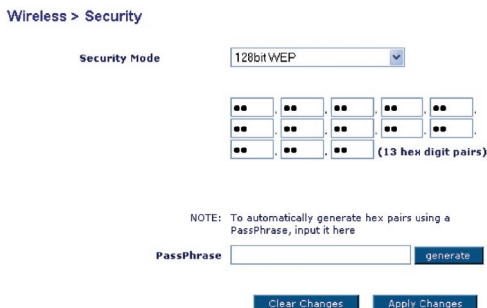 Wireless > Security
Security Mode 128bit WEP
●● . ●● . ●● . ●● . ●● .
●● . ●● . ●● . ●● . ●● .
●● . ●● . ●● (13 hex digit pairs)
NOTE: To automatically generate hex pairs using a
PassPhrase, input it here
PassPhrase generate
Clear Changes Apply Changes